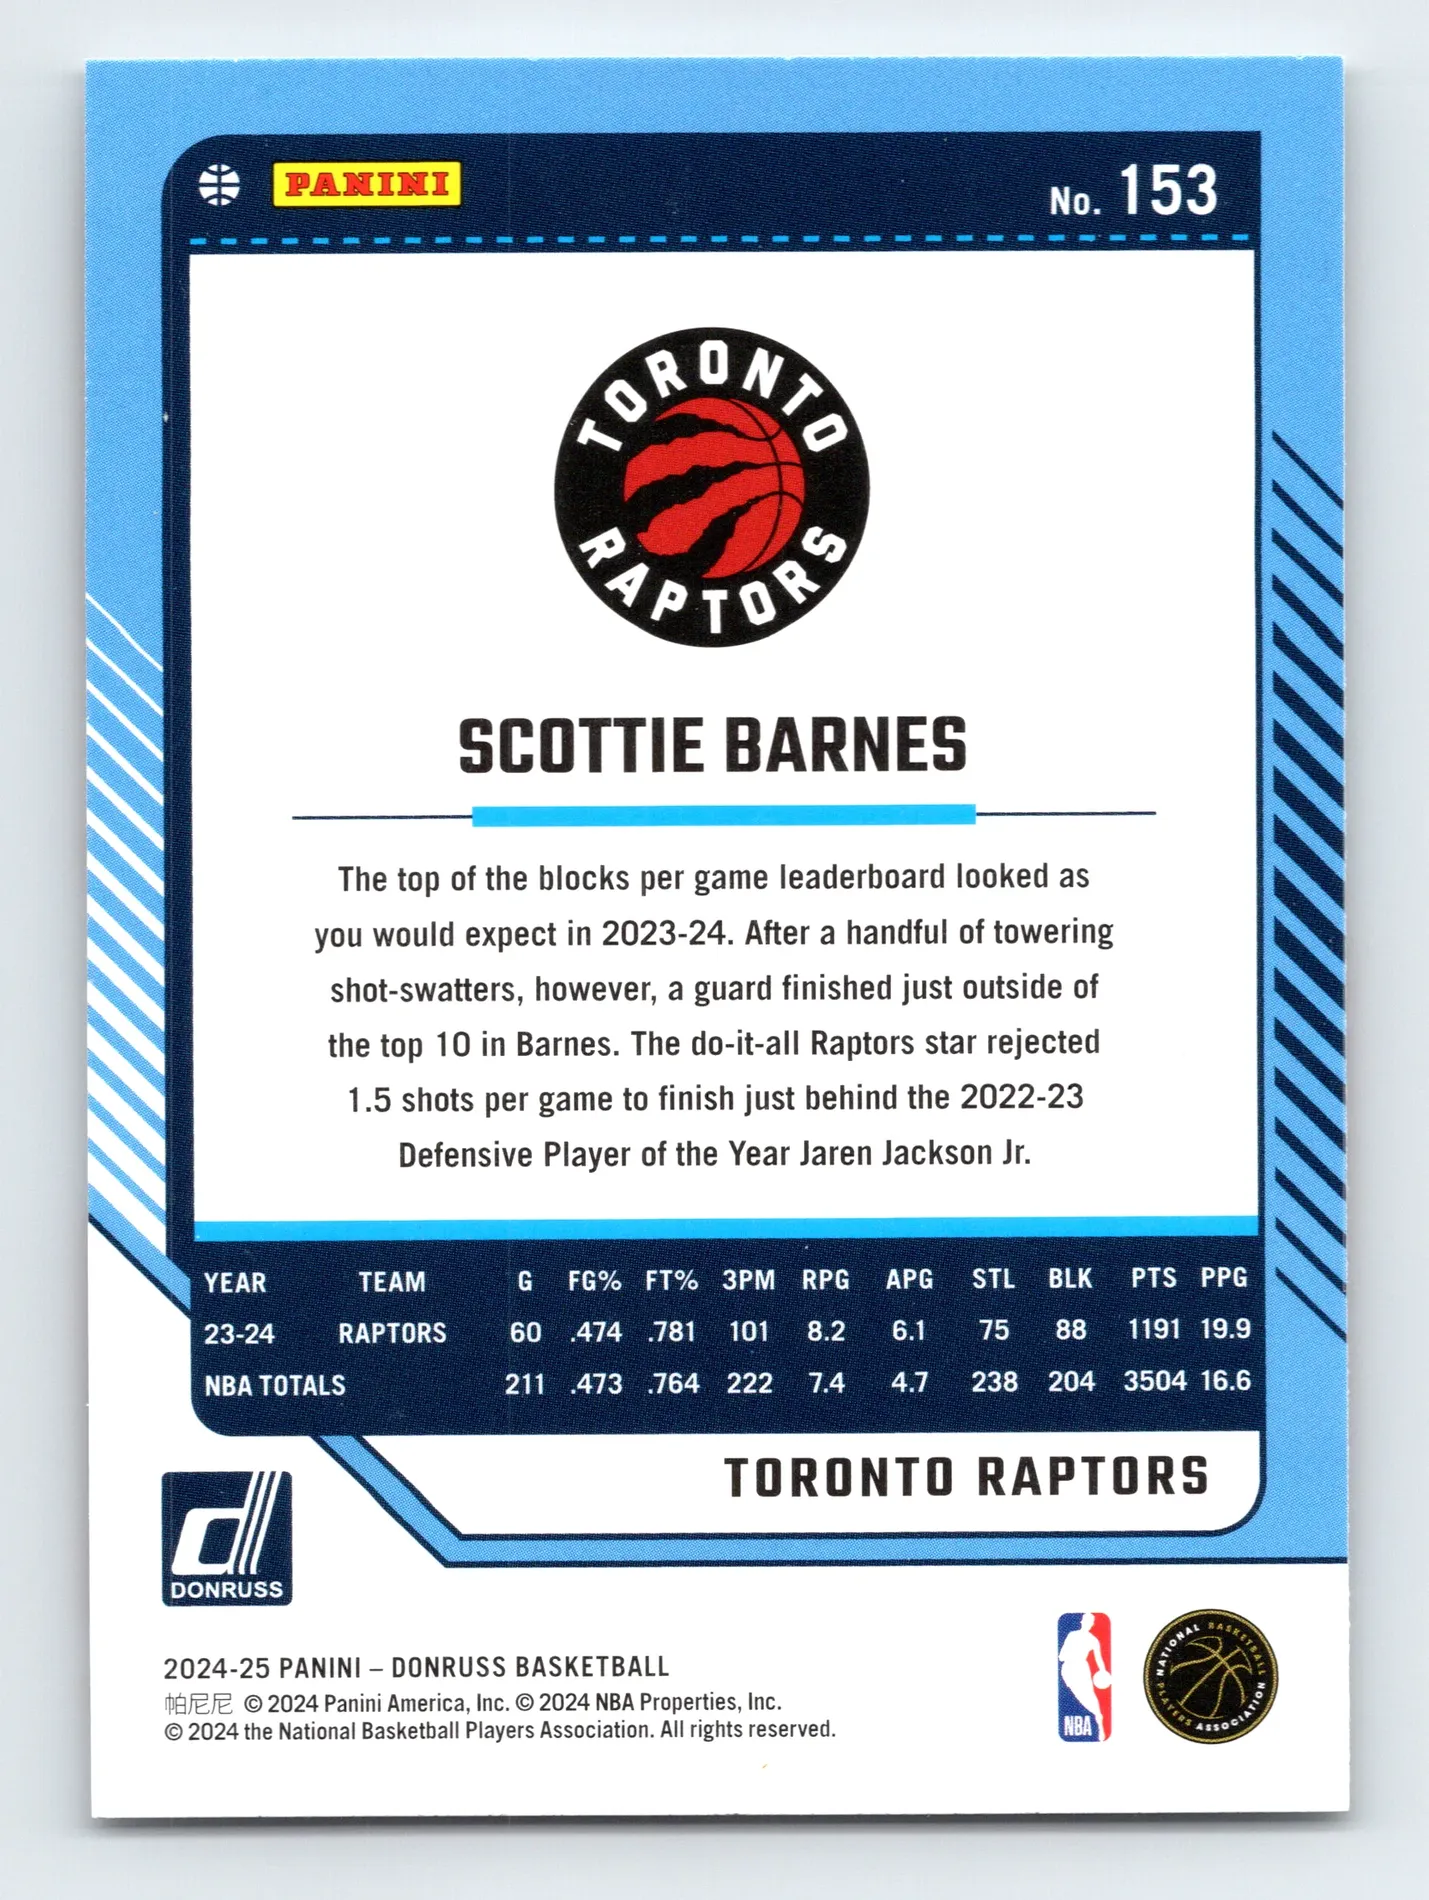 PANINI
No. 153
TORONTO
RAPTORS
SCOTTIE BARNES
The top of the blocks per game leaderboard looked as
you would expect in 2023-24. After a handful of towering
shot-swatters, however, a guard finished just outside of
the top 10 in Barnes. The do-it-all Raptors star rejected
1.5 shots per game to finish just behind the 2022-23
Defensive Player of the Year Jaren Jackson Jr.
YEAR TEAM G FG% FT% 3PM RPG APG STL BLK PTS PPG
23-24 RAPTORS 60 .474 .781 101 8.2 6.1 75 88 1191 19.9
NBA TOTALS 211 .473 .764 222 7.4 4.7 238 204 3504 16.6
TORONTO RAPTORS
d
DONRUSS
2024-25 PANINI – DONRUSS BASKETBALL
帕尼尼 © 2024 Panini America, Inc. © 2024 NBA Properties, Inc.
© 2024 the National Basketball Players Association. All rights reserved.
NBA
NATIONAL BASKETBALL
PLAYERS ASSOCIATION